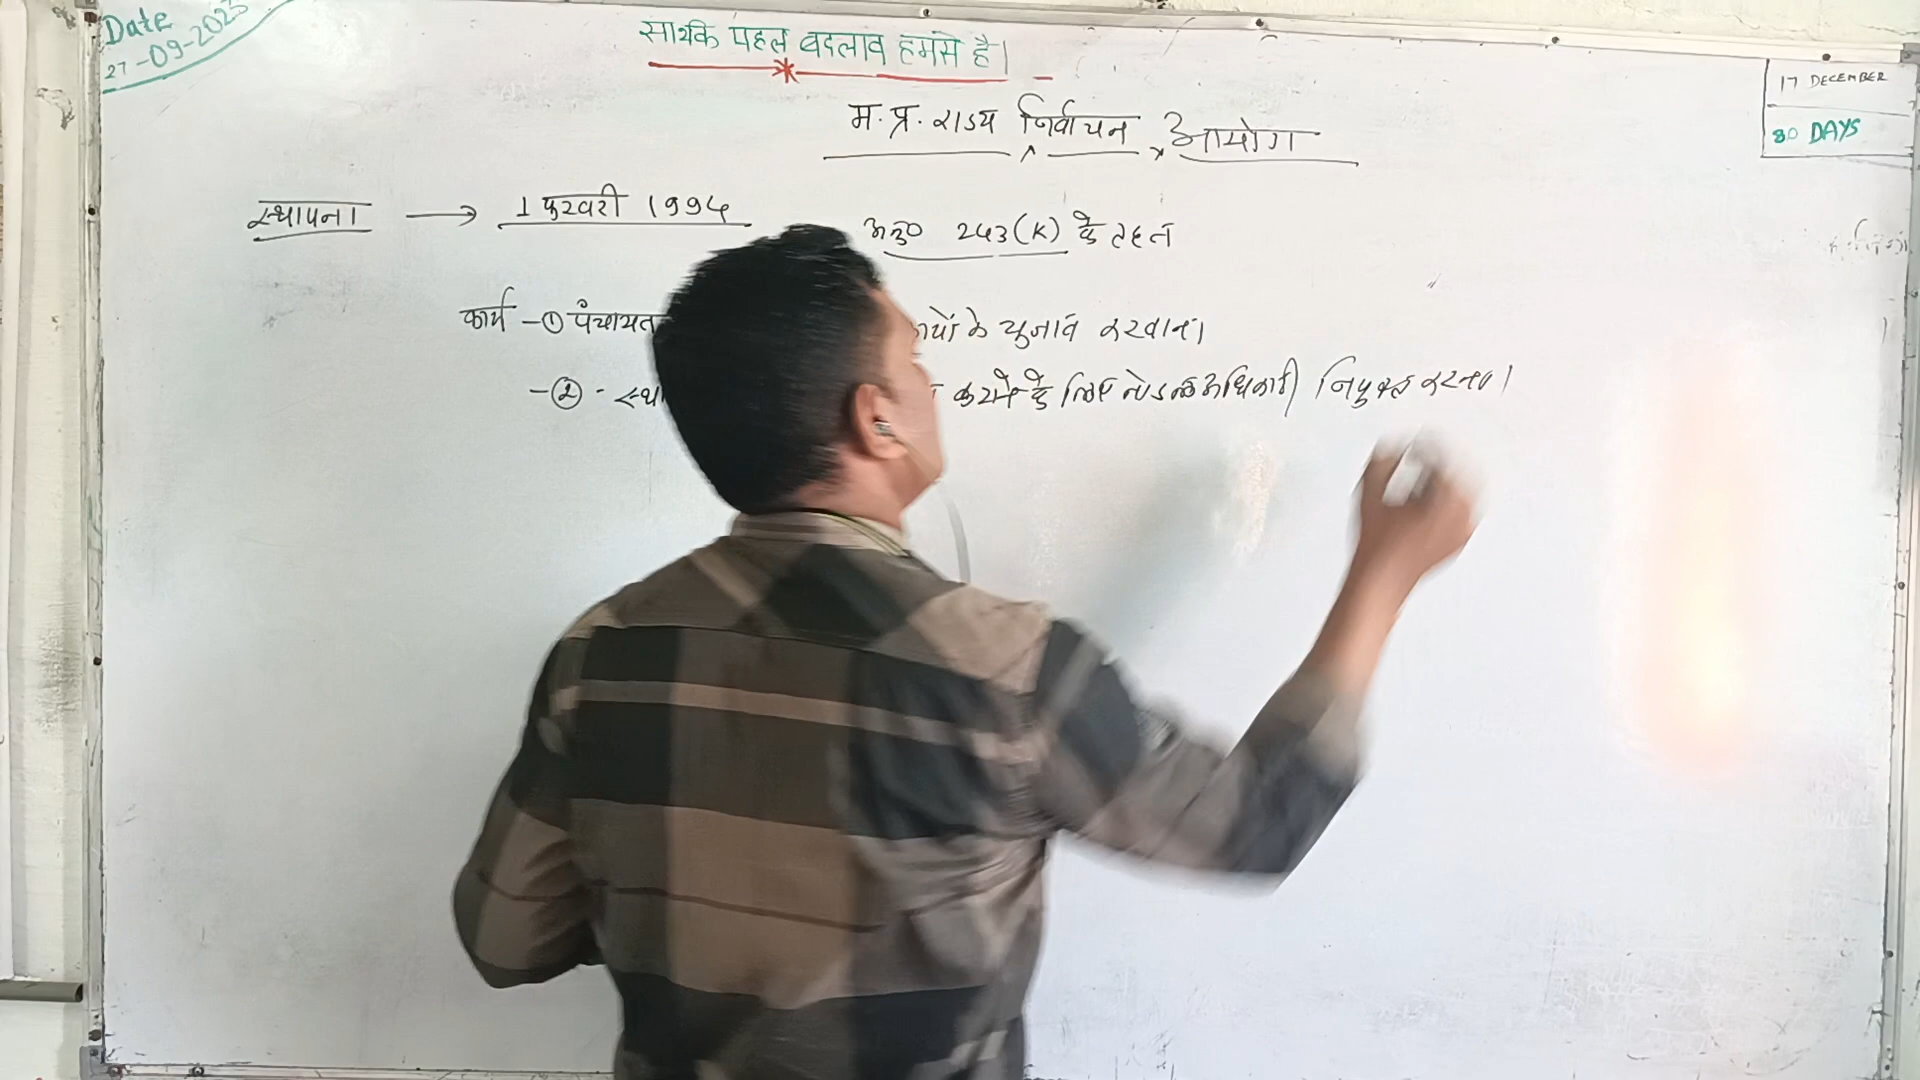 Date
27-09-2023
सार्थक पहल बदलाव हमसे है।
17 DECEMBER
80 DAYS
म.प्र. राज्य निर्वाचन आयोग
स्थापना → 1 फरवरी 1994 अनु० 243(K) के तहत
कार्य - ① पंचायत के चुनाव करवाना
- ② - स्था कराने के लिए नोडल अधिकारी नियुक्त करना।